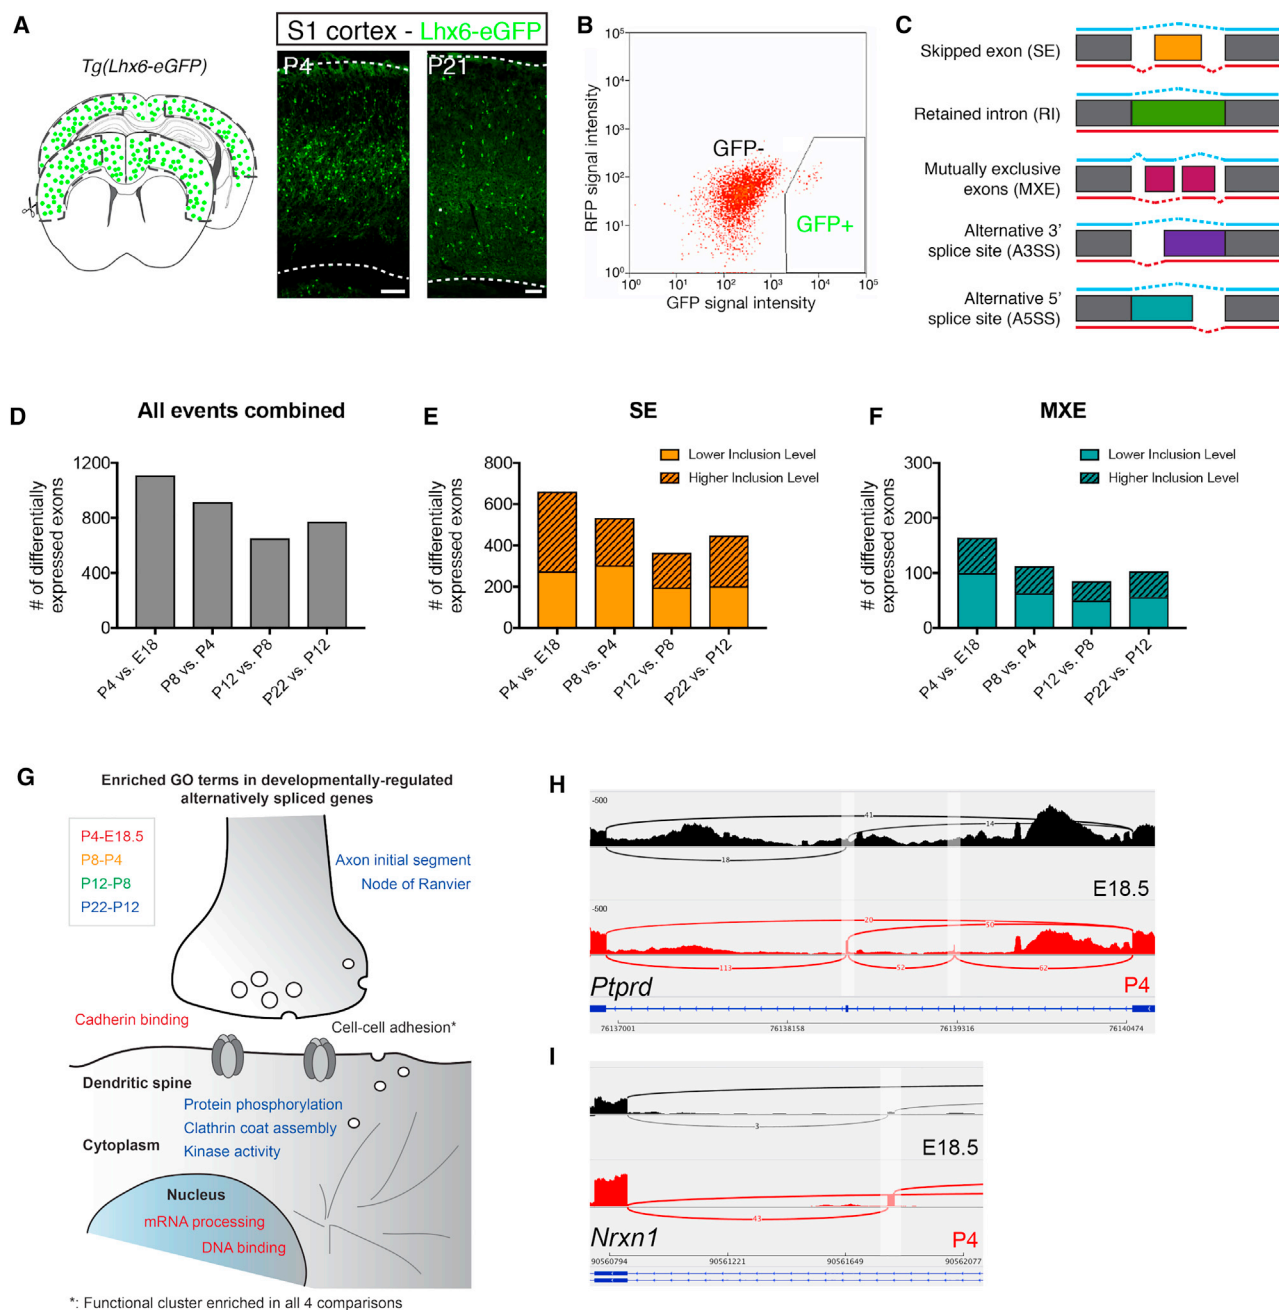 A
Tg(Lhx6-eGFP)
S1 cortex - Lhx6-eGFP
P4
P21
B
RFP signal intensity
10⁵
10⁴
10³
10²
10¹
10⁰
GFP-
GFP+
10⁰ 10¹ 10² 10³ 10⁴ 10⁵
GFP signal intensity
C
Skipped exon (SE)
Retained intron (RI)
Mutually exclusive
exons (MXE)
Alternative 3'
splice site (A3SS)
Alternative 5'
splice site (A5SS)
D
All events combined
# of differentially
expressed exons
1200
800
400
0
P4 vs. E18
P8 vs. P4
P12 vs. P8
P22 vs. P12
E
SE
Lower Inclusion Level
Higher Inclusion Level
# of differentially
expressed exons
800
600
400
200
0
P4 vs. E18
P8 vs. P4
P12 vs. P8
P22 vs. P12
F
MXE
Lower Inclusion Level
Higher Inclusion Level
# of differentially
expressed exons
300
200
100
0
P4 vs. E18
P8 vs. P4
P12 vs. P8
P22 vs. P12
G
Enriched GO terms in developmentally-regulated
alternatively spliced genes
P4-E18.5
P8-P4
P12-P8
P22-P12
Axon initial segment
Node of Ranvier
Cadherin binding
Cell-cell adhesion*
Dendritic spine
Protein phosphorylation
Clathrin coat assembly
Cytoplasm
Kinase activity
Nucleus
mRNA processing
DNA binding
*: Functional cluster enriched in all 4 comparisons
H
-500
41
14
18
E18.5
-500
20
50
113
52
62
Ptprd
P4
76137001 76138158 76139316 76140474
I
3
E18.5
43
Nrxn1
P4
90560794 90561221 90561649 90562077